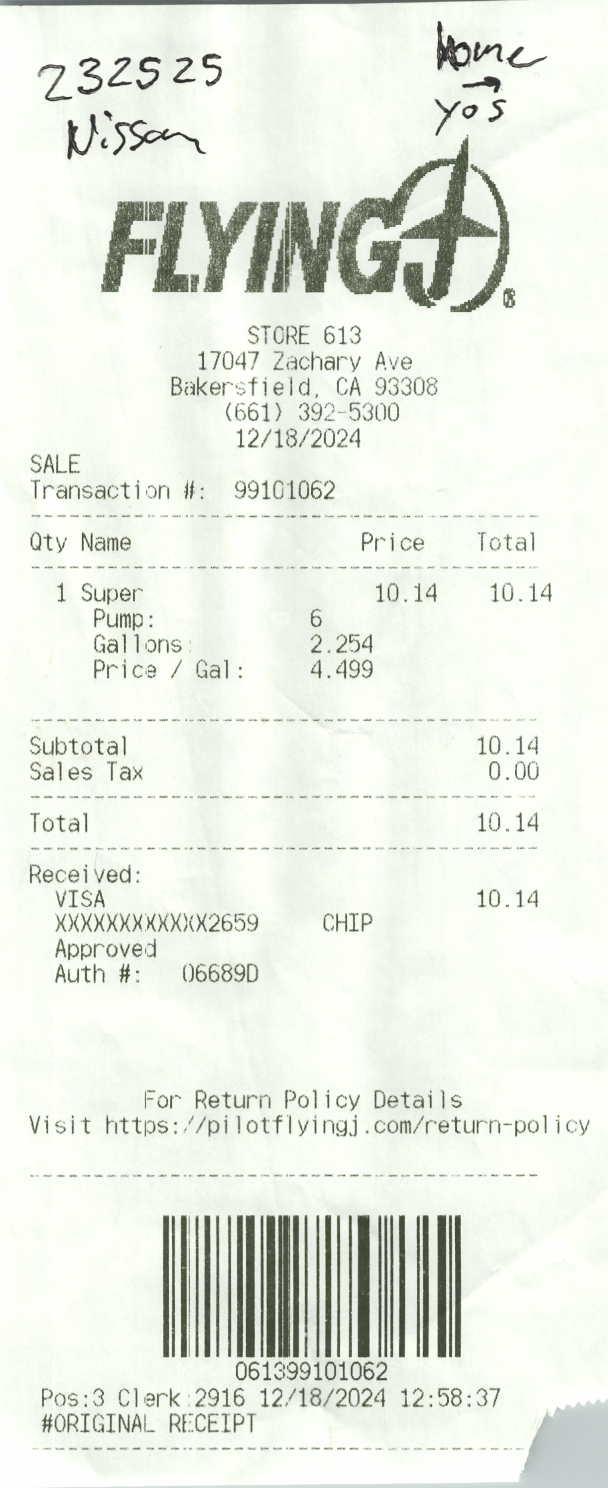 232525
Nissan
Home
→
yos
FLYING J®
STORE 613
17047 Zachary Ave
Bakersfield, CA 93308
(661) 392-5300
12/18/2024
SALE
Transaction #: 99101062
Qty Name Price Total
1 Super 10.14 10.14
Pump: 6
Gallons: 2.254
Price / Gal: 4.499
Subtotal 10.14
Sales Tax 0.00
Total 10.14
Received:
VISA 10.14
XXXXXXXXXXXX2659 CHIP
Approved
Auth #: 06689D
For Return Policy Details
Visit https://pilotflyingj.com/return-policy
061399101062
Pos:3 Clerk:2916 12/18/2024 12:58:37
#ORIGINAL RECEIPT